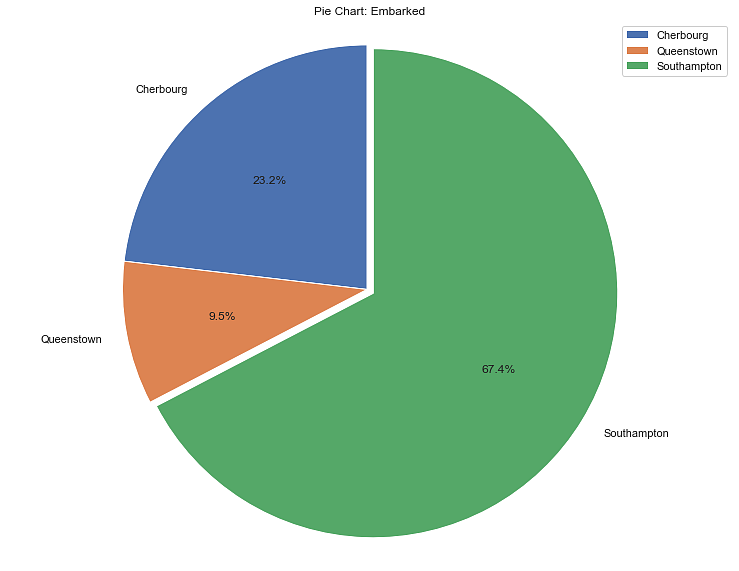 Pie Chart: Embarked
Cherbourg
Queenstown
Southampton
Cherbourg
23.2%
9.5%
Queenstown
67.4%
Southampton